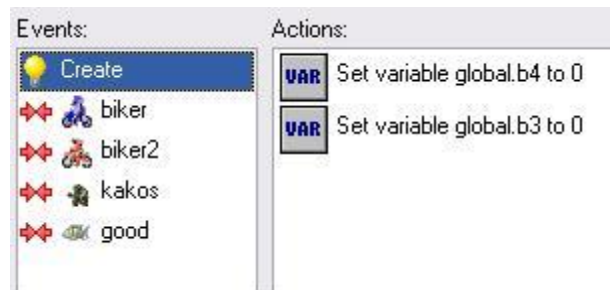 Events:
Create
biker
biker2
kakos
good
Actions:
VAR Set variable global.b4 to 0
VAR Set variable global.b3 to 0